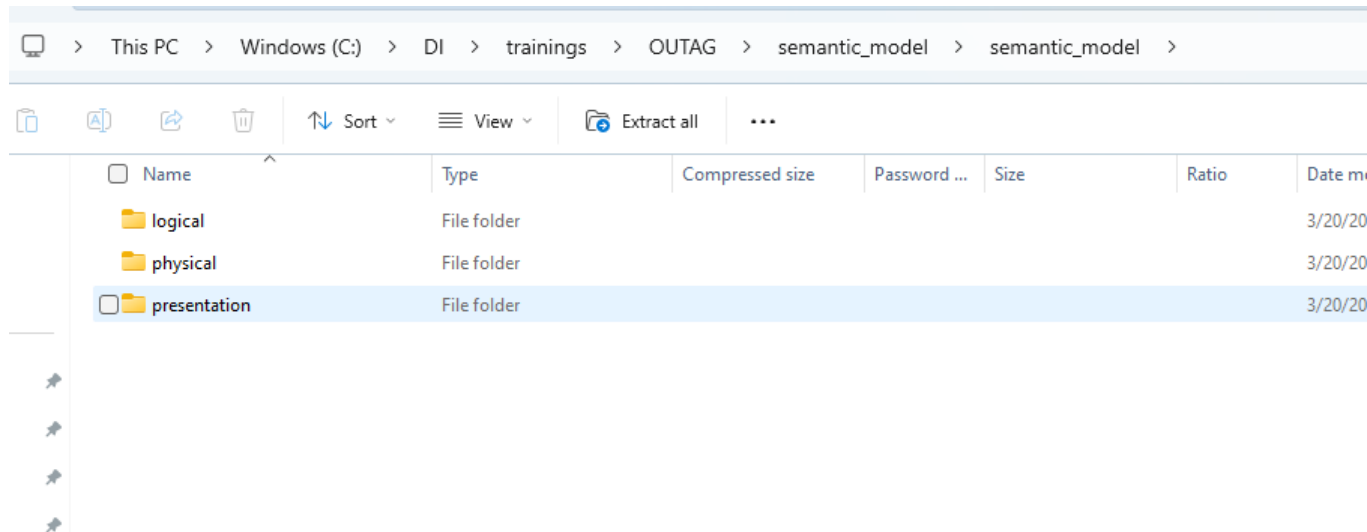 This PC > Windows (C:) > DI > trainings > OUTAG > semantic_model > semantic_model >
Sort View Extract all ...
Name Type Compressed size Password ... Size Ratio Date m
logical File folder 3/20/20
physical File folder 3/20/20
presentation File folder 3/20/20